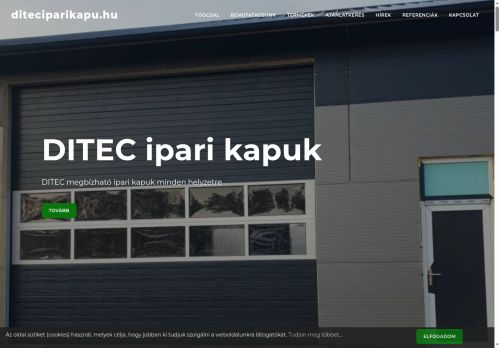 diteciparikapu.hu
FŐOLDAL BEMUTATKOZUNK TERMÉKEK AJÁNLATKÉRÉS HÍREK REFERENCIÁK KAPCSOLAT
DITEC ipari kapuk
DITEC megbízható ipari kapuk minden helyzetre
TOVÁBB
Az oldal sütiket (cookies) használ, melyek célja, hogy jobban ki tudjuk szolgálni a weboldalunkra látogatókat. Tudjon meg többet...
ELFOGADOM